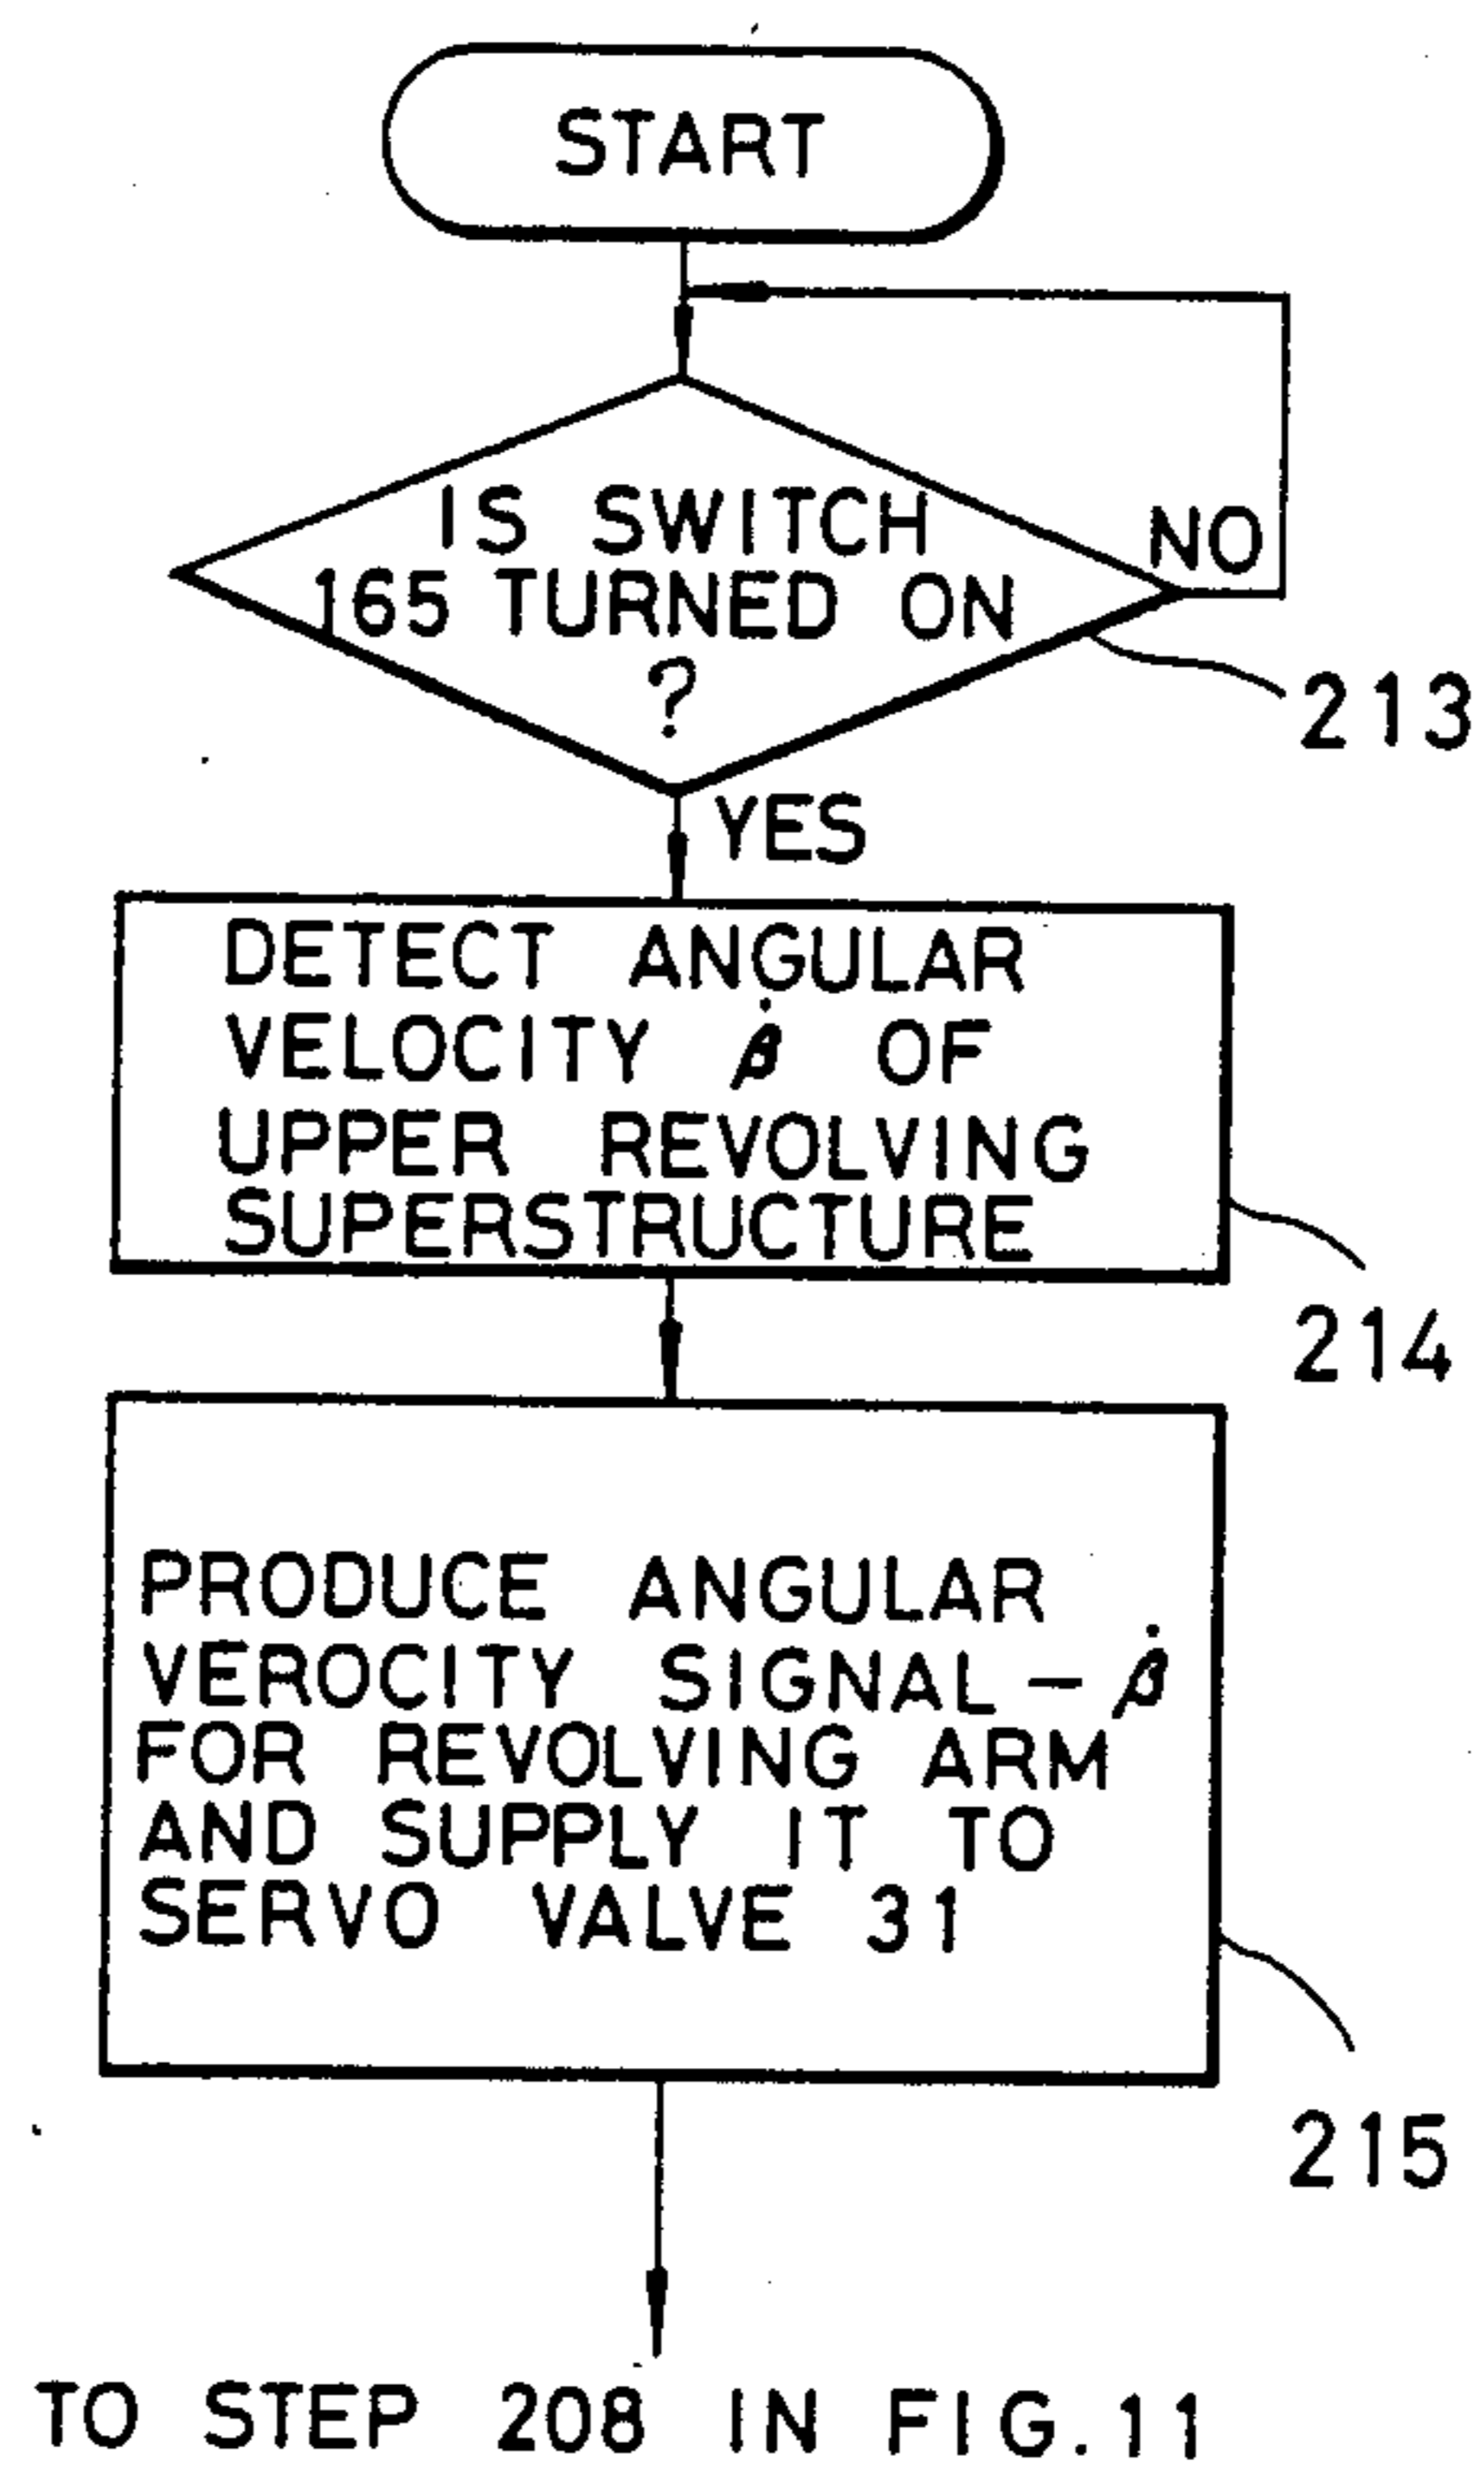 START
IS SWITCH
NO
165 TURNED ON
?
213
YES
DETECT ANGULAR
VELOCITY β̇ OF
UPPER REVOLVING
SUPERSTRUCTURE
214
PRODUCE ANGULAR
VEROCITY SIGNAL - β̇
FOR REVOLVING ARM
AND SUPPLY IT TO
SERVO VALVE 31
215
TO STEP 208 IN FIG. 11